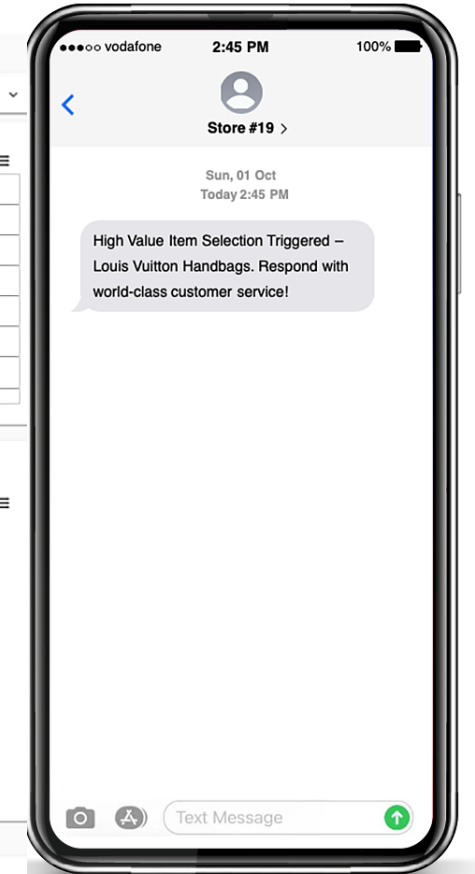 vodafone 2:45 PM 100%
Store #19
Sun, 01 Oct
Today 2:45 PM
High Value Item Selection Triggered –
Louis Vuitton Handbags. Respond with
world-class customer service!
Text Message